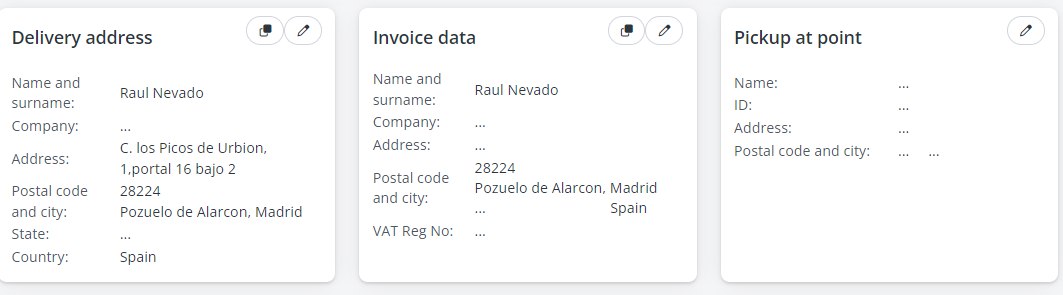 Delivery address
Name and
surname:
Raul Nevado
Company:
...
Address:
C. los Picos de Urbion,
1,portal 16 bajo 2
Postal code
and city:
28224
Pozuelo de Alarcon, Madrid
State:
...
Country:
Spain
Invoice data
Name and
surname:
Raul Nevado
Company:
...
Address:
...
Postal code
and city:
28224
Pozuelo de Alarcon, Madrid
... Spain
VAT Reg No:
...
Pickup at point
Name:
...
ID:
...
Address:
...
Postal code and city:
... ...